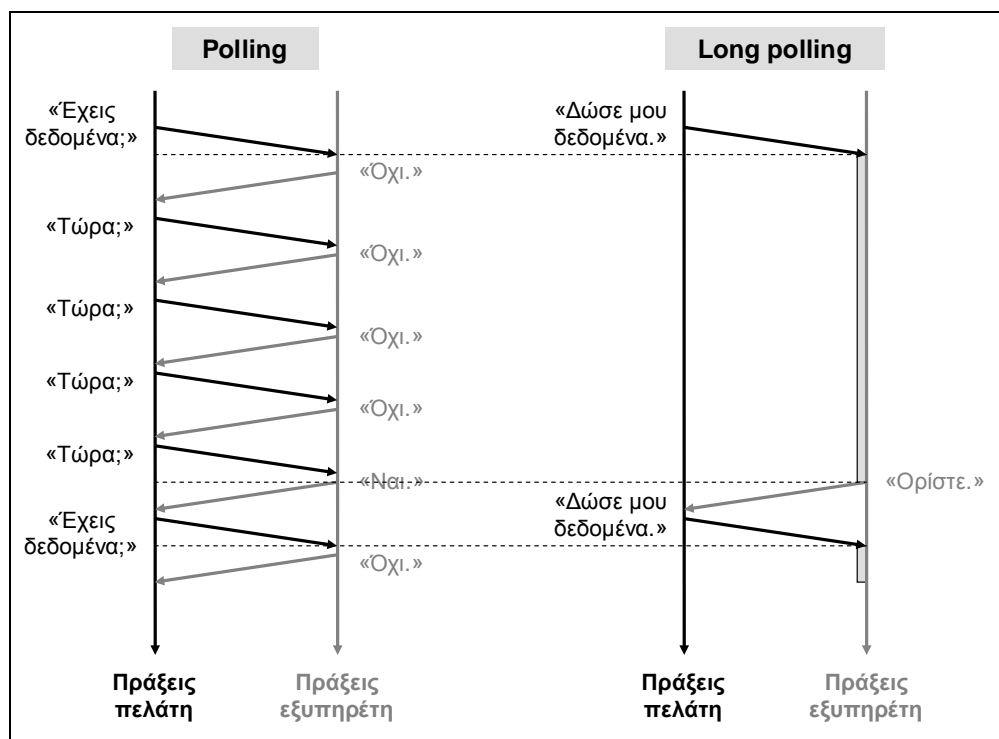 Polling
Long polling
«Έχεις
δεδομένα;»
«Όχι.»
«Τώρα;»
«Όχι.»
«Τώρα;»
«Όχι.»
«Τώρα;»
«Όχι.»
«Τώρα;»
«Ναι.»
«Έχεις
δεδομένα;»
«Όχι.»
Πράξεις
πελάτη
Πράξεις
εξυπηρέτη
«Δώσε μου
δεδομένα.»
«Ορίστε.»
«Δώσε μου
δεδομένα.»
Πράξεις
πελάτη
Πράξεις
εξυπηρέτη